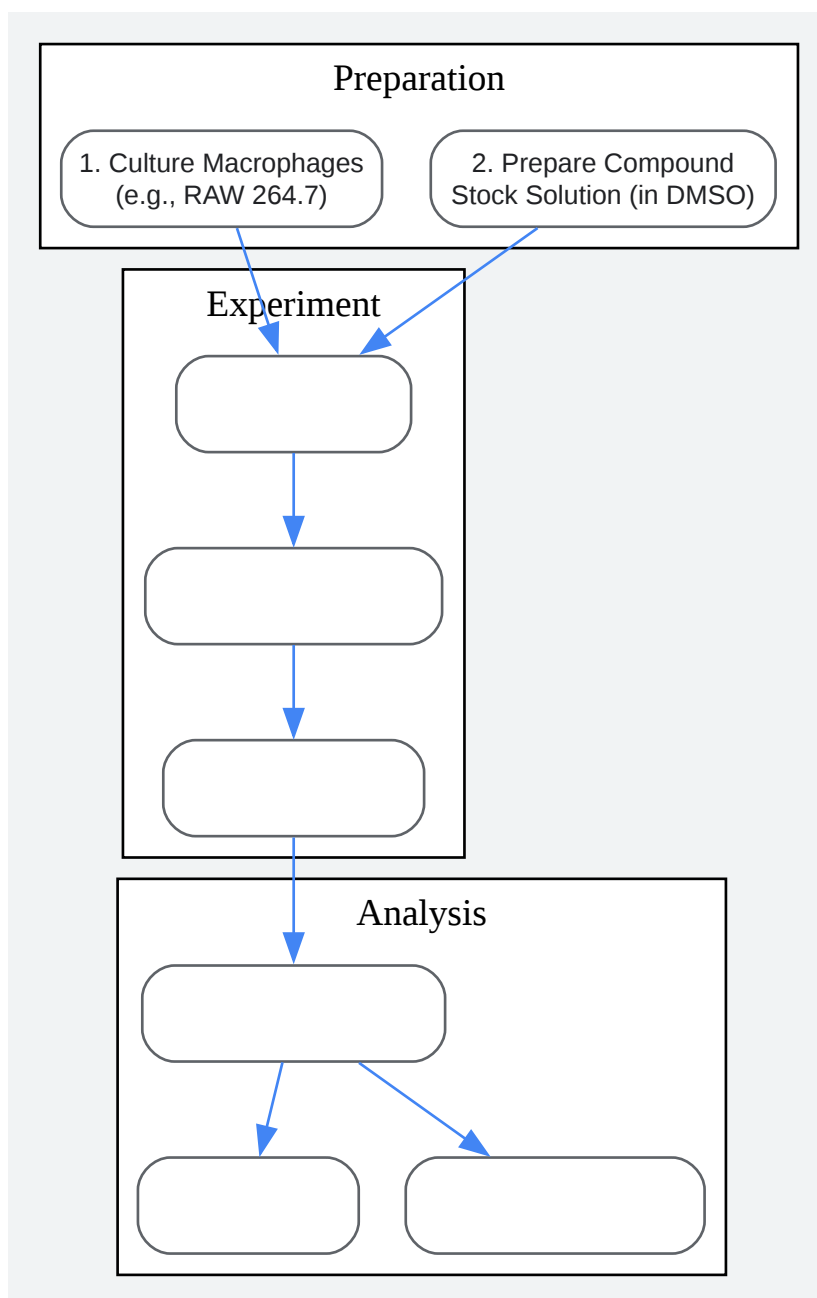 Preparation
1. Culture Macrophages
(e.g., RAW 264.7)
2. Prepare Compound
Stock Solution (in DMSO)
Experiment
Analysis